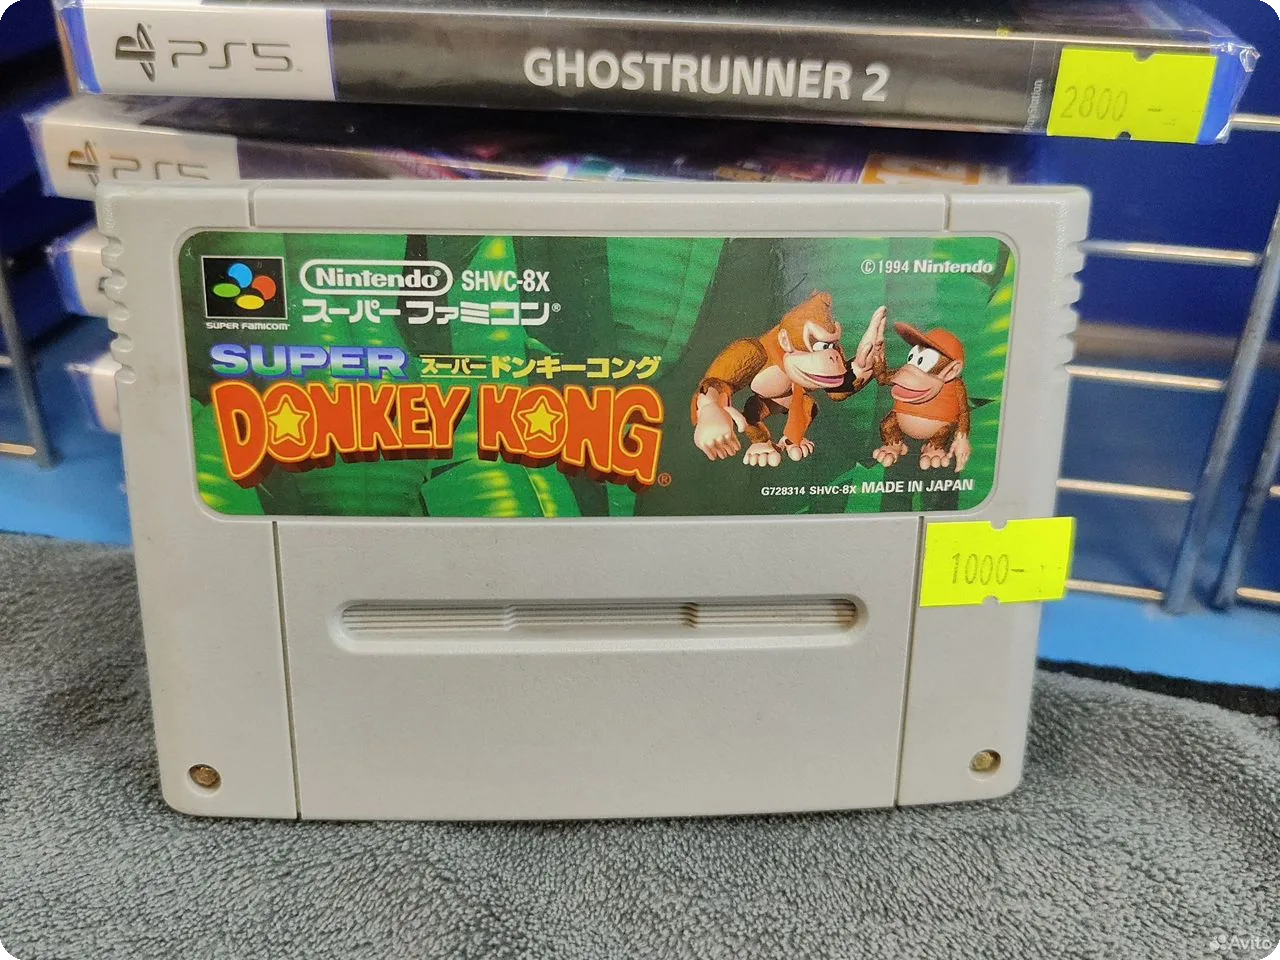 PS5
GHOSTRUNNER 2
2800 -
PS5
Nintendo® SHVC-8X
© 1994 Nintendo
スーパーファミコン®
SUPER FAMICOM
SUPER スーパードンキーコング
DONKEY KONG®
G728314 SHVC-8X MADE IN JAPAN
1000-
Avito